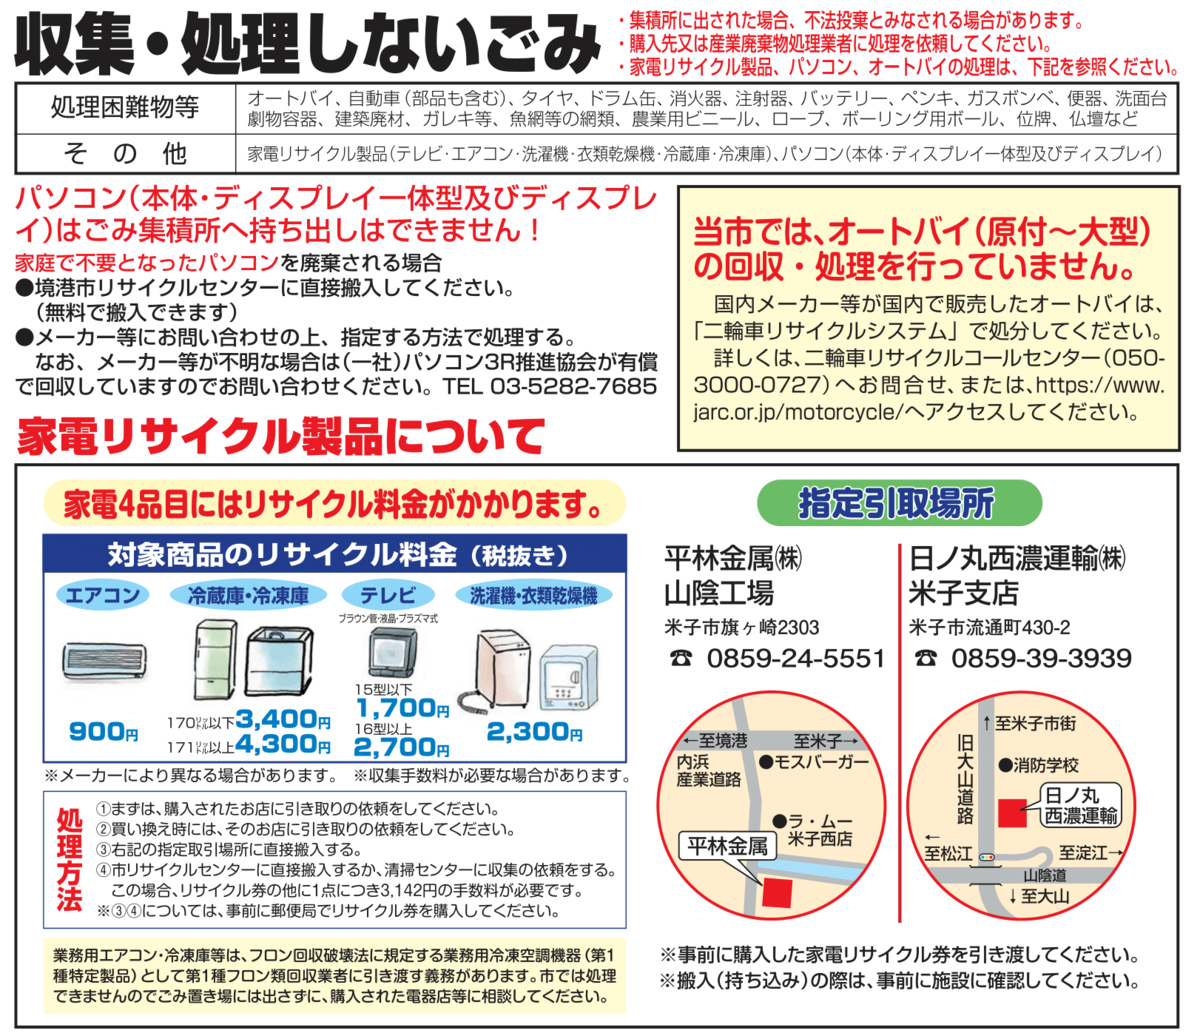 収集・処理しないごみ
・集積所に出された場合、不法投棄とみなされる場合があります。
・購入先又は産業廃棄物処理業者に処理を依頼してください。
・家電リサイクル製品、パソコン、オートバイの処理は、下記を参照ください。
処理困難物等
オートバイ、自動車（部品も含む）、タイヤ、ドラム缶、消火器、注射器、バッテリー、ペンキ、ガスボンベ、便器、洗面台
劇物容器、建築廃材、ガレキ等、魚網等の網類、農業用ビニール、ロープ、ボーリング用ボール、位牌、仏壇など
その他
家電リサイクル製品（テレビ・エアコン・洗濯機・衣類乾燥機・冷蔵庫・冷凍庫）、パソコン（本体・ディスプレイ一体型及びディスプレイ）
パソコン（本体・ディスプレイ一体型及びディスプレ
イ）はごみ集積所へ持ち出しはできません！
家庭で不要となったパソコンを廃棄される場合
●境港市リサイクルセンターに直接搬入してください。
（無料で搬入できます）
●メーカー等にお問い合わせの上、指定する方法で処理する。
なお、メーカー等が不明な場合は（一社）パソコン3R推進協会が有償
で回収していますのでお問い合わせください。TEL 03-5282-7685
当市では、オートバイ（原付～大型）
の回収・処理を行っていません。
国内メーカー等が国内で販売したオートバイは、
「二輪車リサイクルシステム」で処分してください。
詳しくは、二輪車リサイクルコールセンター（050-
3000-0727）へお問合せ、または、https://www.
jarc.or.jp/motorcycle/へアクセスしてください。
家電リサイクル製品について
家電4品目にはリサイクル料金がかかります。
対象商品のリサイクル料金（税抜き）
エアコン
900円
冷蔵庫・冷凍庫
170㍑以下3,400円
171㍑以上4,300円
テレビ
ブラウン管・液晶・プラズマ式
15型以下
1,700円
16型以上
2,700円
洗濯機・衣類乾燥機
2,300円
※メーカーにより異なる場合があります。 ※収集手数料が必要な場合があります。
処理方法
①まずは、購入されたお店に引き取りの依頼をしてください。
②買い換え時には、そのお店に引き取りの依頼をしてください。
③右記の指定取引場所に直接搬入する。
④市リサイクルセンターに直接搬入するか、清掃センターに収集の依頼をする。
この場合、リサイクル券の他に1点につき3,142円の手数料が必要です。
※③④については、事前に郵便局でリサイクル券を購入してください。
業務用エアコン・冷凍庫等は、フロン回収破壊法に規定する業務用冷凍空調機器（第1
種特定製品）として第1種フロン類回収業者に引き渡す義務があります。市では処理
できませんのでごみ置き場には出さずに、購入された電器店等に相談してください。
指定引取場所
平林金属㈱
山陰工場
米子市旗ヶ崎2303
☎ 0859-24-5551
←至境港
至米子→
内浜
産業道路
●モスバーガー
●ラ・ムー
米子西店
平林金属
日ノ丸西濃運輸㈱
米子支店
米子市流通町430-2
☎ 0859-39-3939
↑至米子市街
旧大山道路
●消防学校
日ノ丸
西濃運輸
←
至松江
至淀江→
山陰道
↓至大山
※事前に購入した家電リサイクル券を引き渡してください。
※搬入（持ち込み）の際は、事前に施設に確認してください。